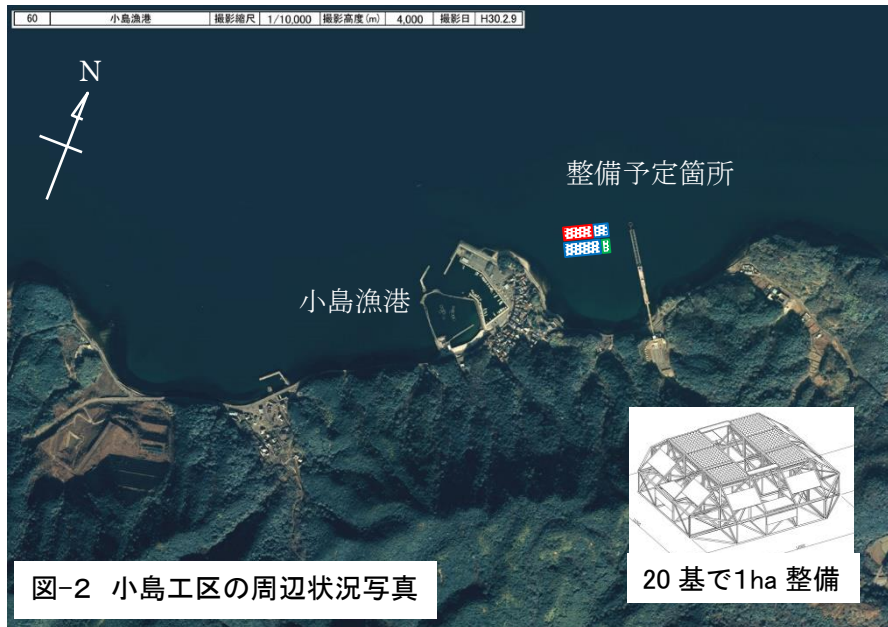 60 小島漁港 撮影縮尺 1/10,000 撮影高度(m) 4,000 撮影日 H30.2.9
N
整備予定箇所
小島漁港
図-2 小島工区の周辺状況写真
20基で1ha整備